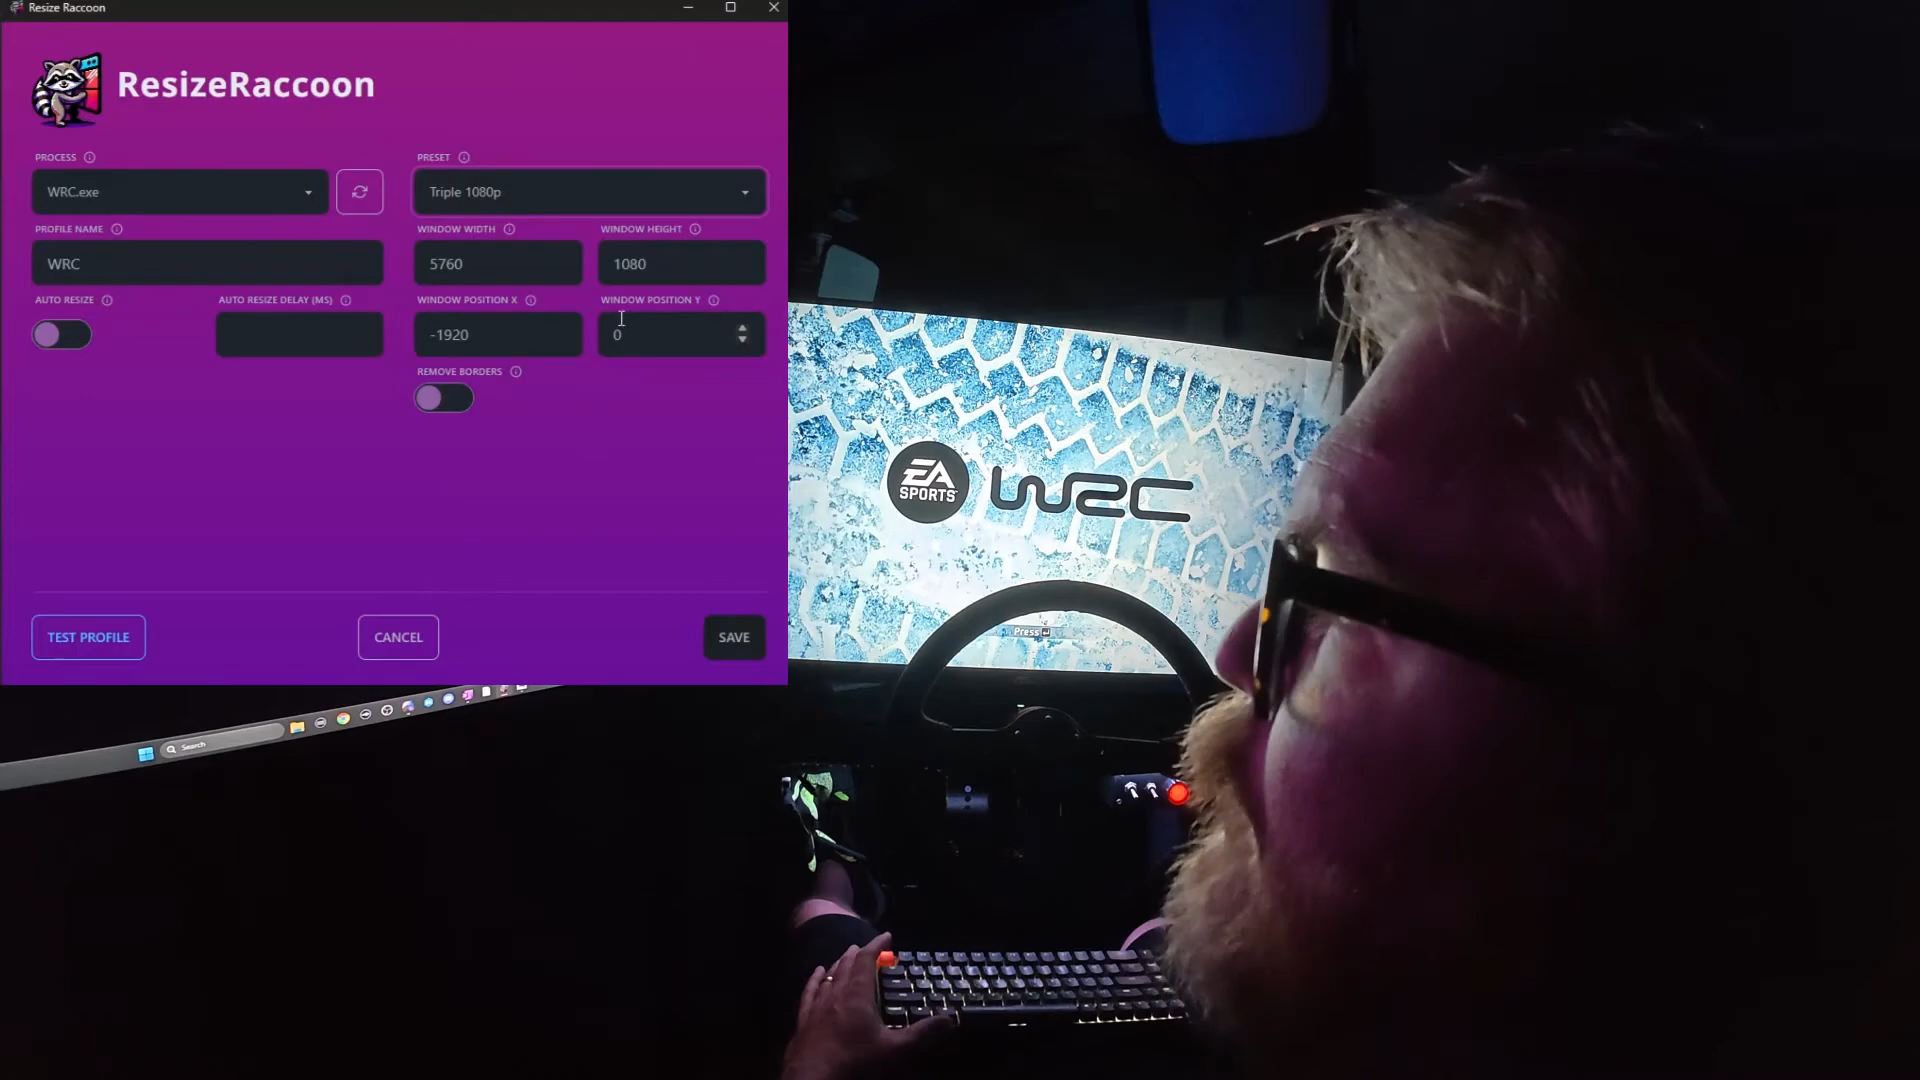 Resize Raccoon
ResizeRaccoon
PROCESS
PRESET
WRC.exe
Triple 1080p
PROFILE NAME
WINDOW WIDTH
WINDOW HEIGHT
WRC
5760
1080
AUTO RESIZE
AUTO RESIZE DELAY (MS)
WINDOW POSITION X
WINDOW POSITION Y
-1920
0
REMOVE BORDERS
TEST PROFILE
CANCEL
SAVE
EA
SPORTS
WRC
Press
Search